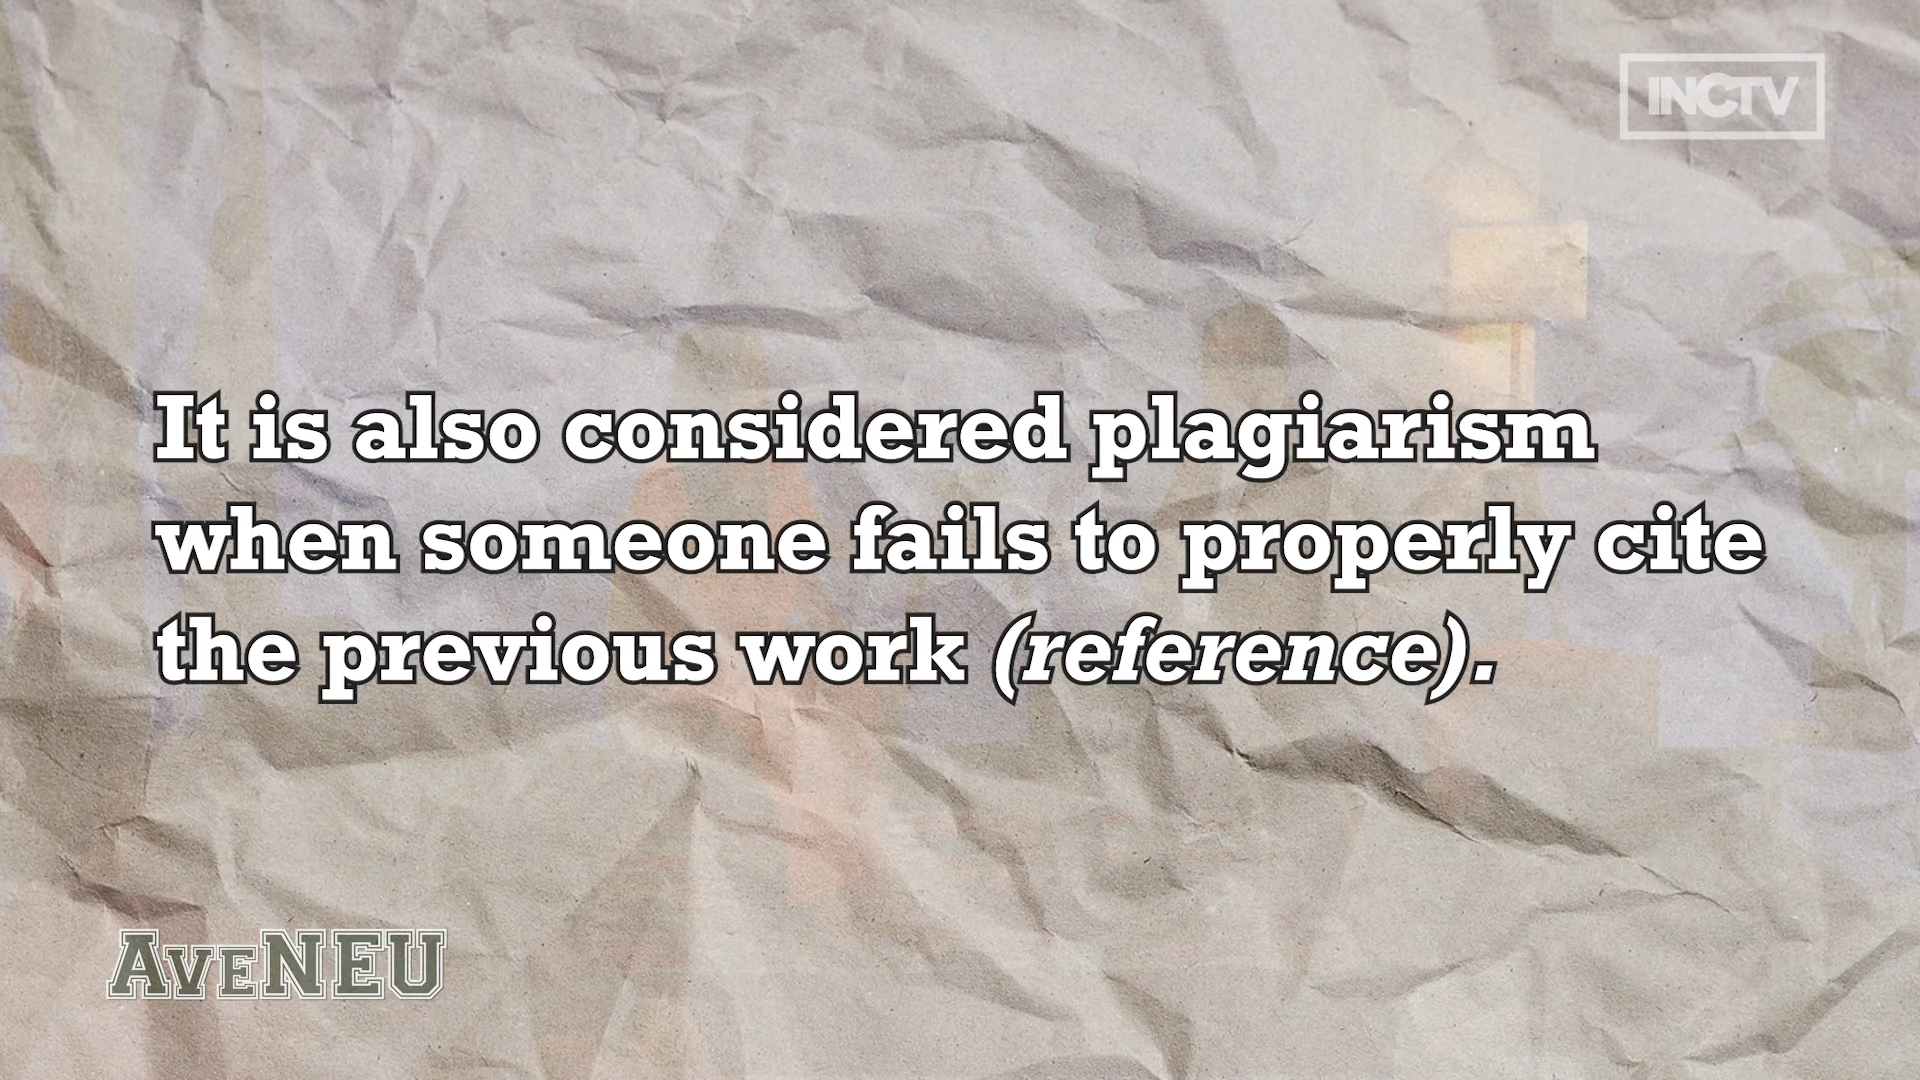 INCTV
It is also considered plagiarism
when someone fails to properly cite
the previous work (reference).
AveNEU